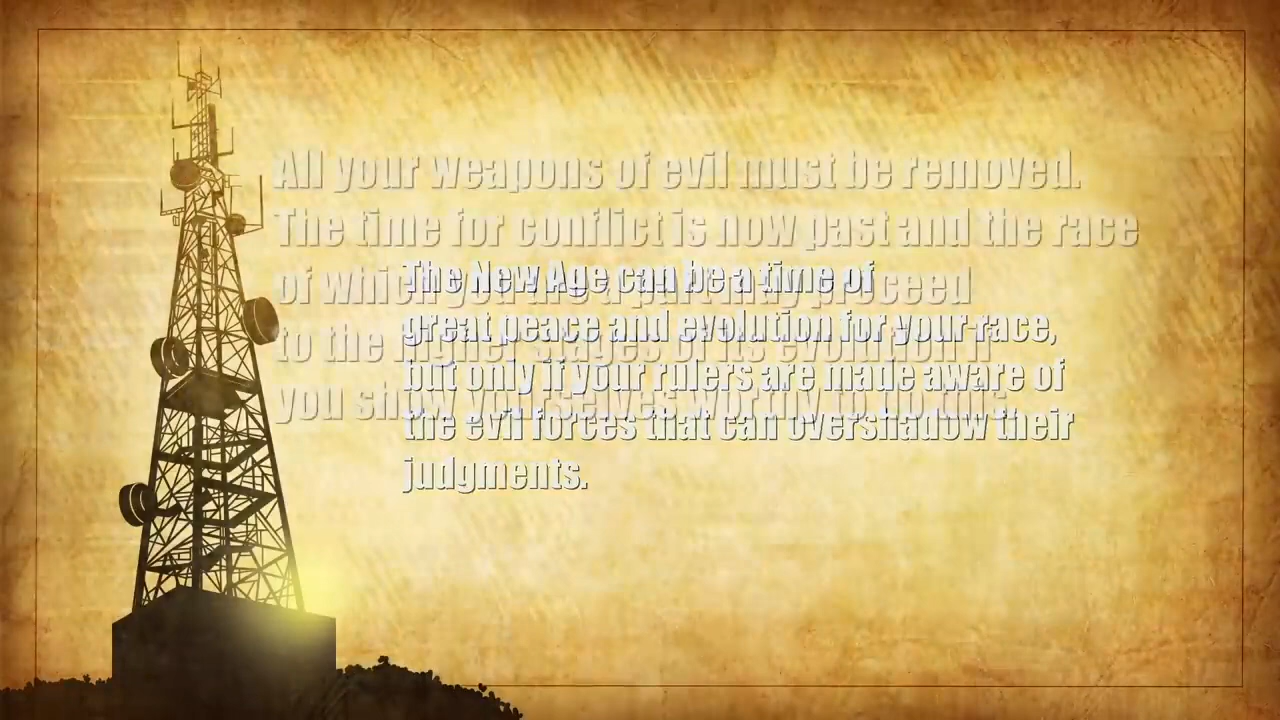 All your weapons of evil must be removed.
The time for conflict is now past and the race
of which you are a part may proceed
to the higher stages of its evolution if
you show yourselves worthy to do this.
The New Age can be a time of
great peace and evolution for your race,
but only if your rulers are made aware of
the evil forces that can overshadow their
judgments.